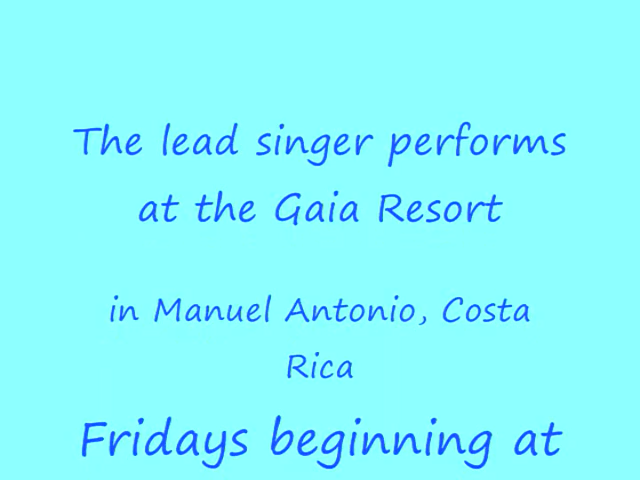 The lead singer performs
at the Gaia Resort
in Manuel Antonio, Costa
Rica
Fridays beginning at